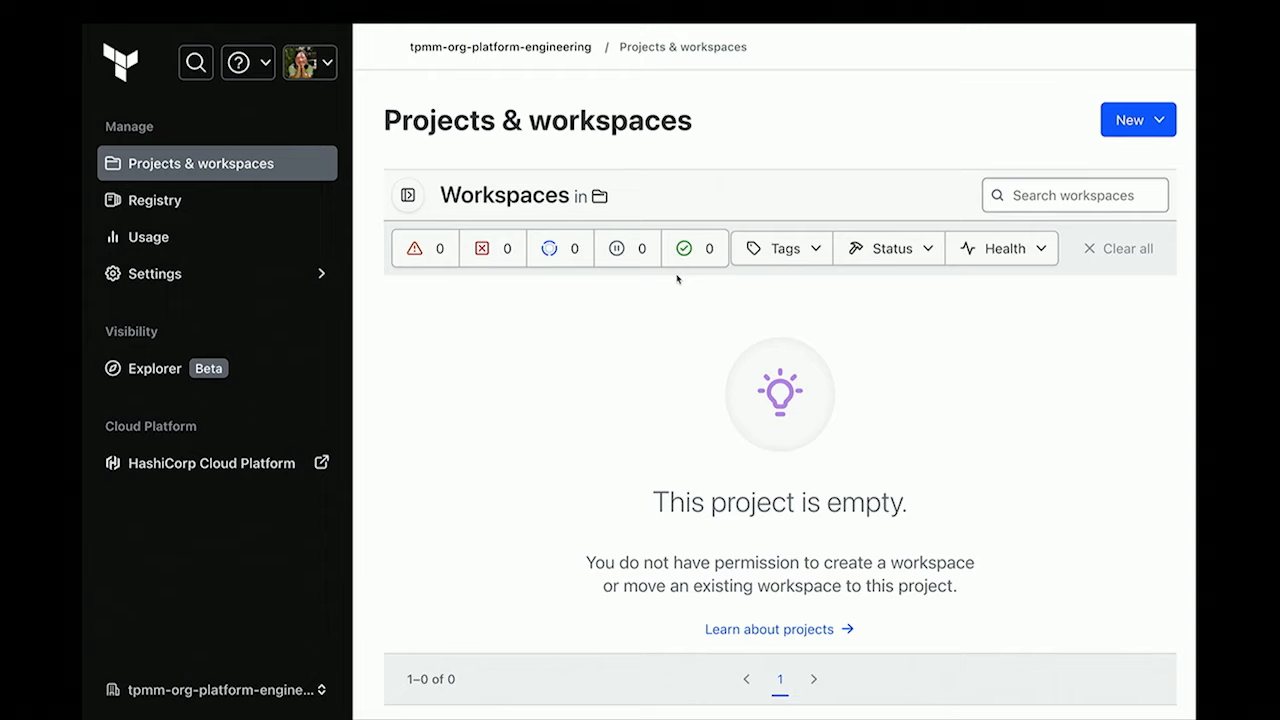 tpmm-org-platform-engineering / Projects & workspaces
Manage
Projects & workspaces
Registry
Usage
Settings
Visibility
Explorer Beta
Cloud Platform
HashiCorp Cloud Platform
tpmm-org-platform-engine...
Projects & workspaces
New
Workspaces in
Search workspaces
0 0 0 0 0 Tags Status Health Clear all
This project is empty.
You do not have permission to create a workspace
or move an existing workspace to this project.
Learn about projects
1–0 of 0
1